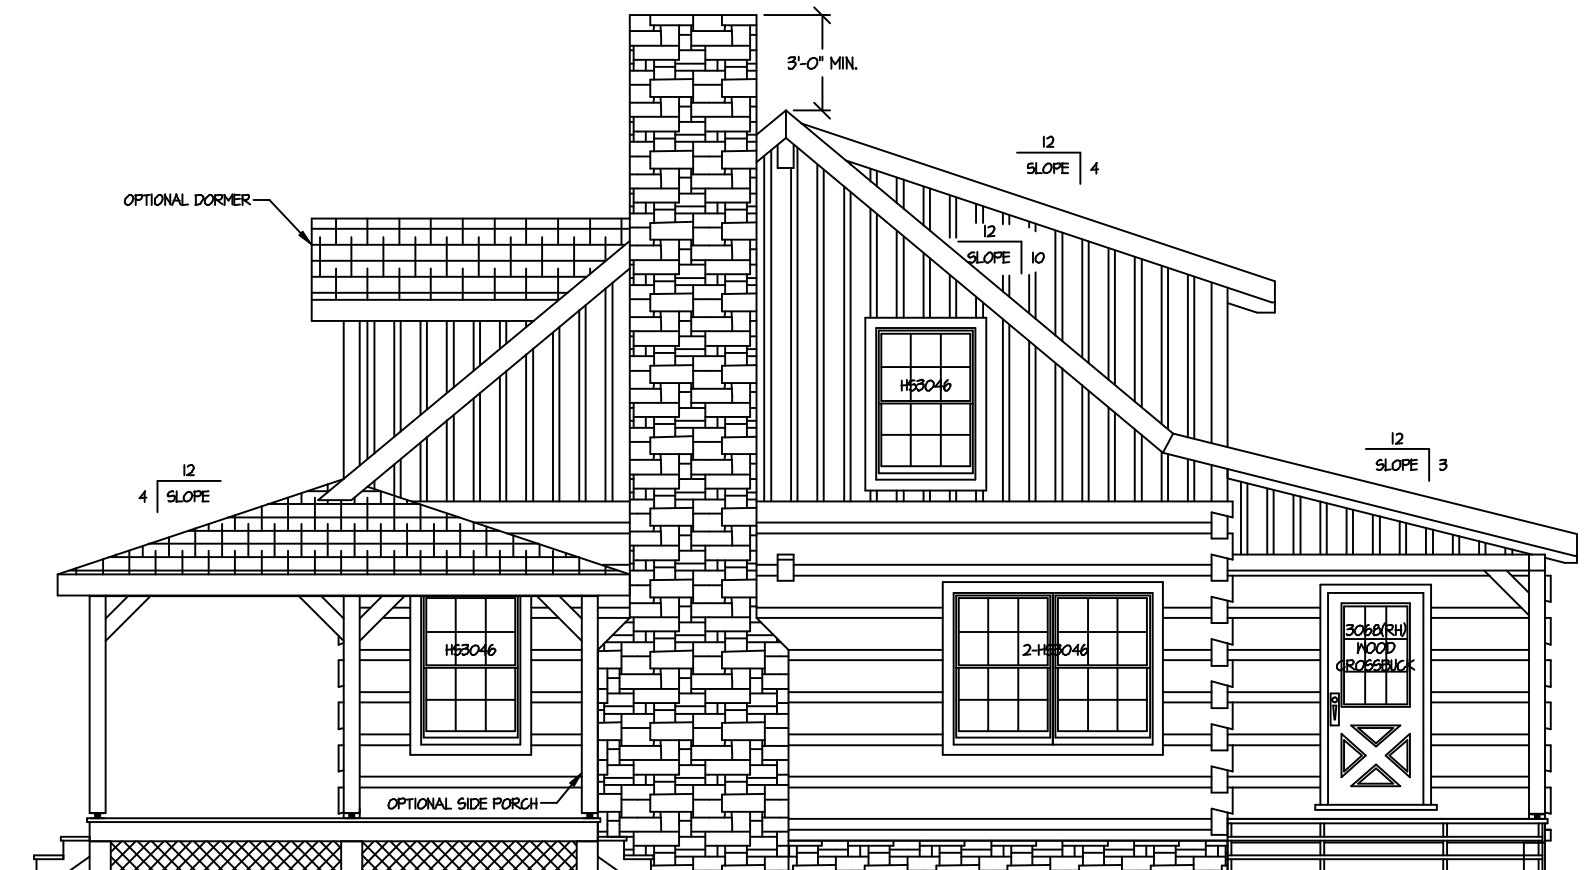 3'-0" MIN.
12
SLOPE 4
OPTIONAL DORMER
12
SLOPE 10
HS3046
12
SLOPE 3
12
4 SLOPE
3068(RH)
WOOD
CROSSBUCK
HS3046
2-HS3046
OPTIONAL SIDE PORCH